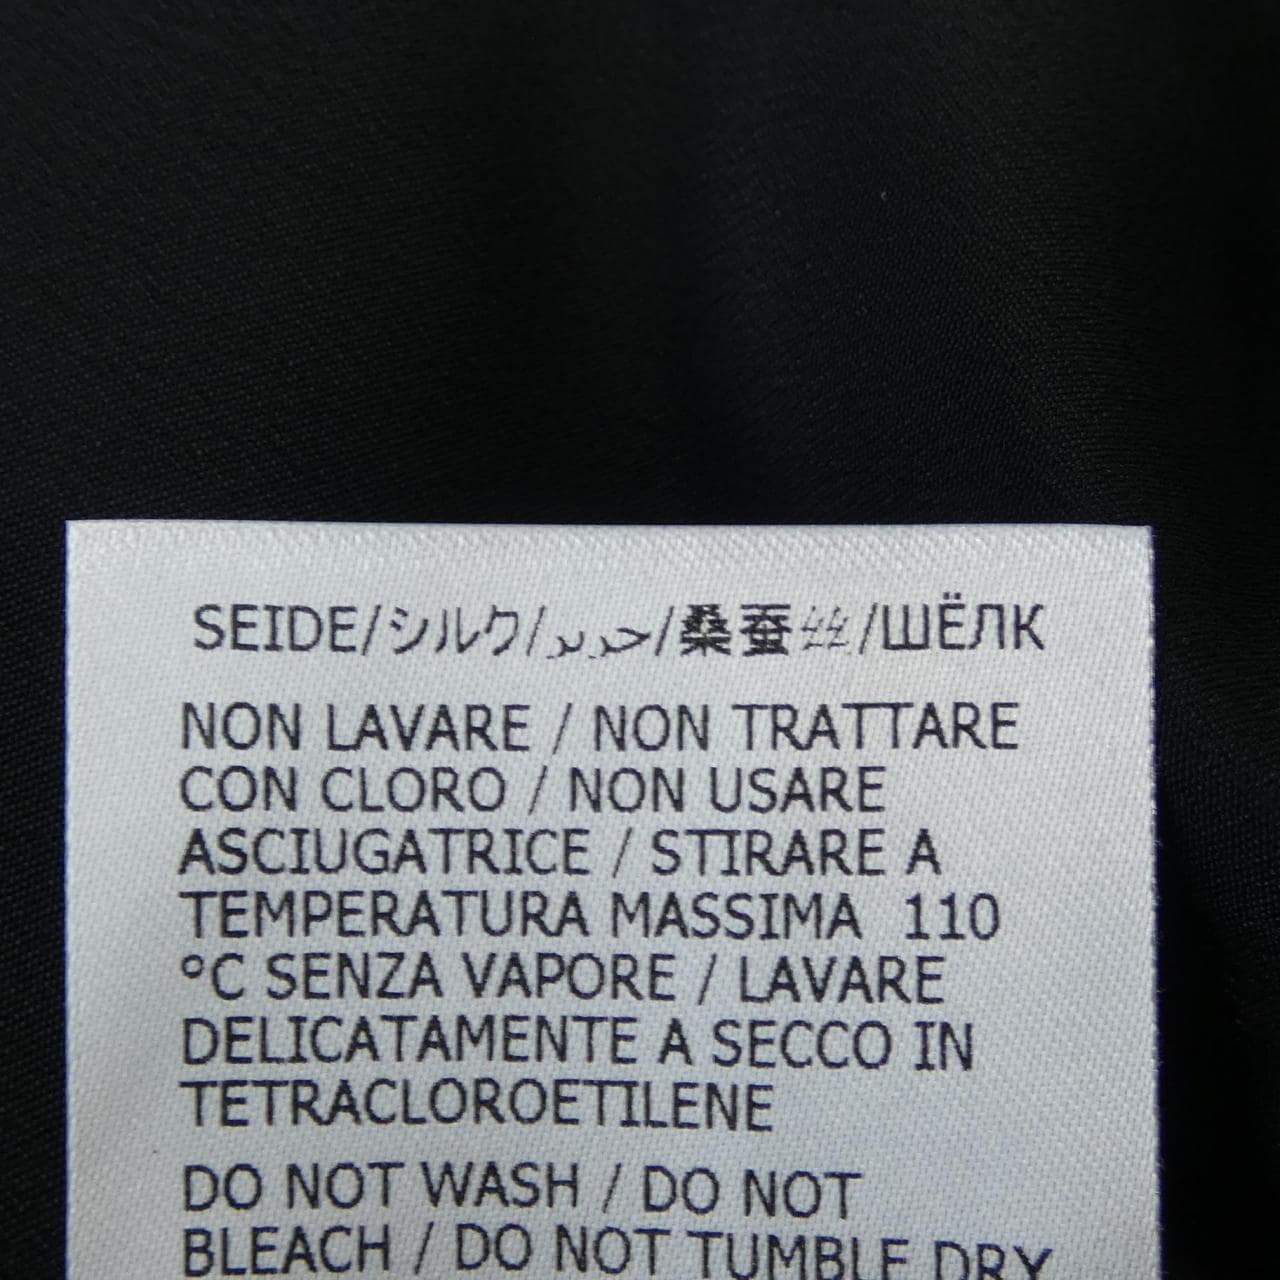 SEIDE/シルク/حرير/桑蚕丝/ШЁЛК
NON LAVARE / NON TRATTARE
CON CLORO / NON USARE
ASCIUGATRICE / STIRARE A
TEMPERATURA MASSIMA 110
°C SENZA VAPORE / LAVARE
DELICATAMENTE A SECCO IN
TETRACLOROETILENE
DO NOT WASH / DO NOT
BLEACH / DO NOT TUMBLE DRY